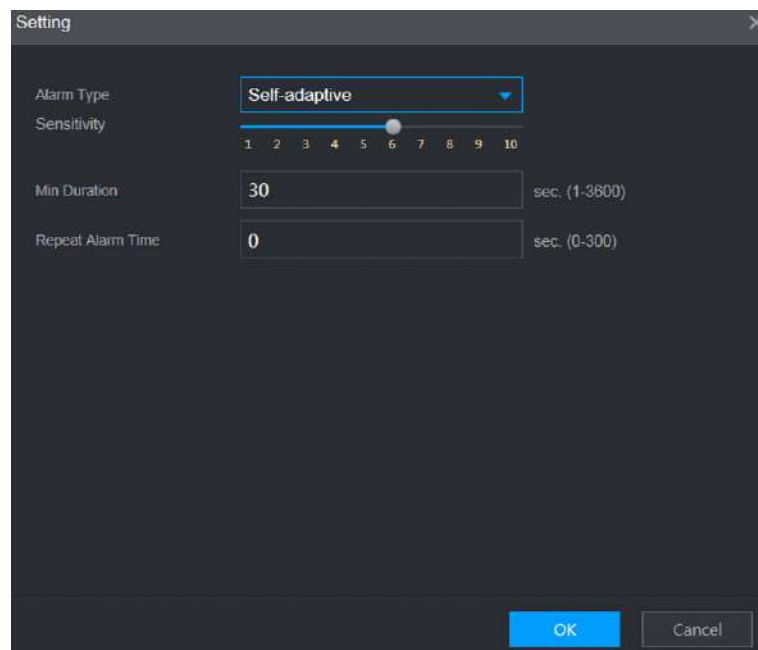 Setting
Alarm Type Self-adaptive
Sensitivity
1 2 3 4 5 6 7 8 9 10
Min Duration 30 sec. (1-3600)
Repeat Alarm Time 0 sec. (0-300)
OK Cancel